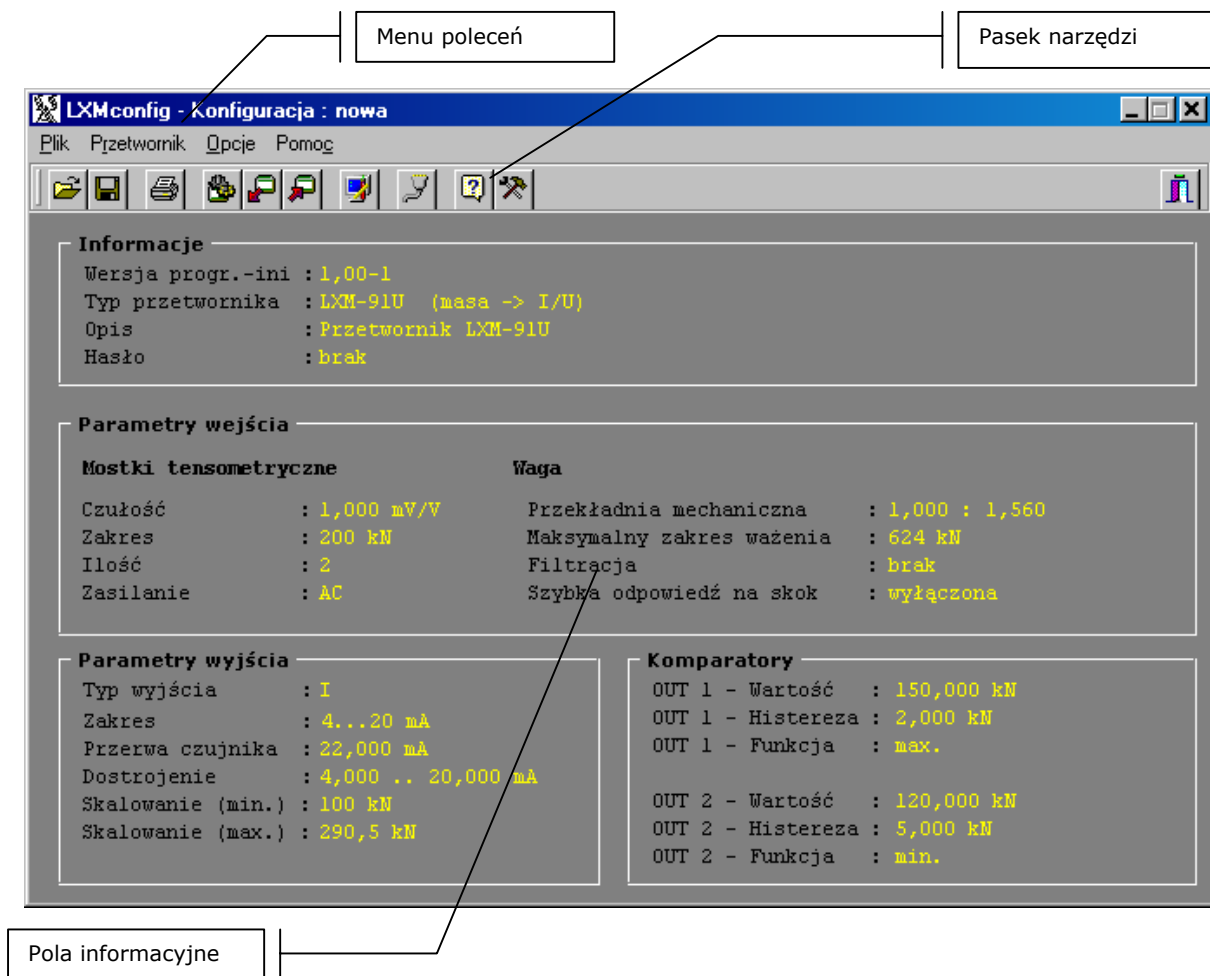 Menu poleceń
Pasek narzędzi
LXMconfig - Konfiguracja : nowa
Plik Przetwornik Opcje Pomoc
Informacje
Wersja progr.-ini : 1,00-1
Typ przetwornika : LXM-91U (masa -> I/U)
Opis : Przetwornik LXM-91U
Hasło : brak
Parametry wejścia
Mostki tensometryczne Waga
Czułość : 1,000 mV/V Przekładnia mechaniczna : 1,000 : 1,560
Zakres : 200 kN Maksymalny zakres ważenia : 624 kN
Ilość : 2 Filtracja : brak
Zasilanie : AC Szybka odpowiedź na skok : wyłączona
Parametry wyjścia
Typ wyjścia : I
Zakres : 4...20 mA
Przerwa czujnika : 22,000 mA
Dostrojenie : 4,000 .. 20,000 mA
Skalowanie (min.) : 100 kN
Skalowanie (max.) : 290,5 kN
Komparatory
OUT 1 - Wartość : 150,000 kN
OUT 1 - Histereza : 2,000 kN
OUT 1 - Funkcja : max.
OUT 2 - Wartość : 120,000 kN
OUT 2 - Histereza : 5,000 kN
OUT 2 - Funkcja : min.
Pola informacyjne